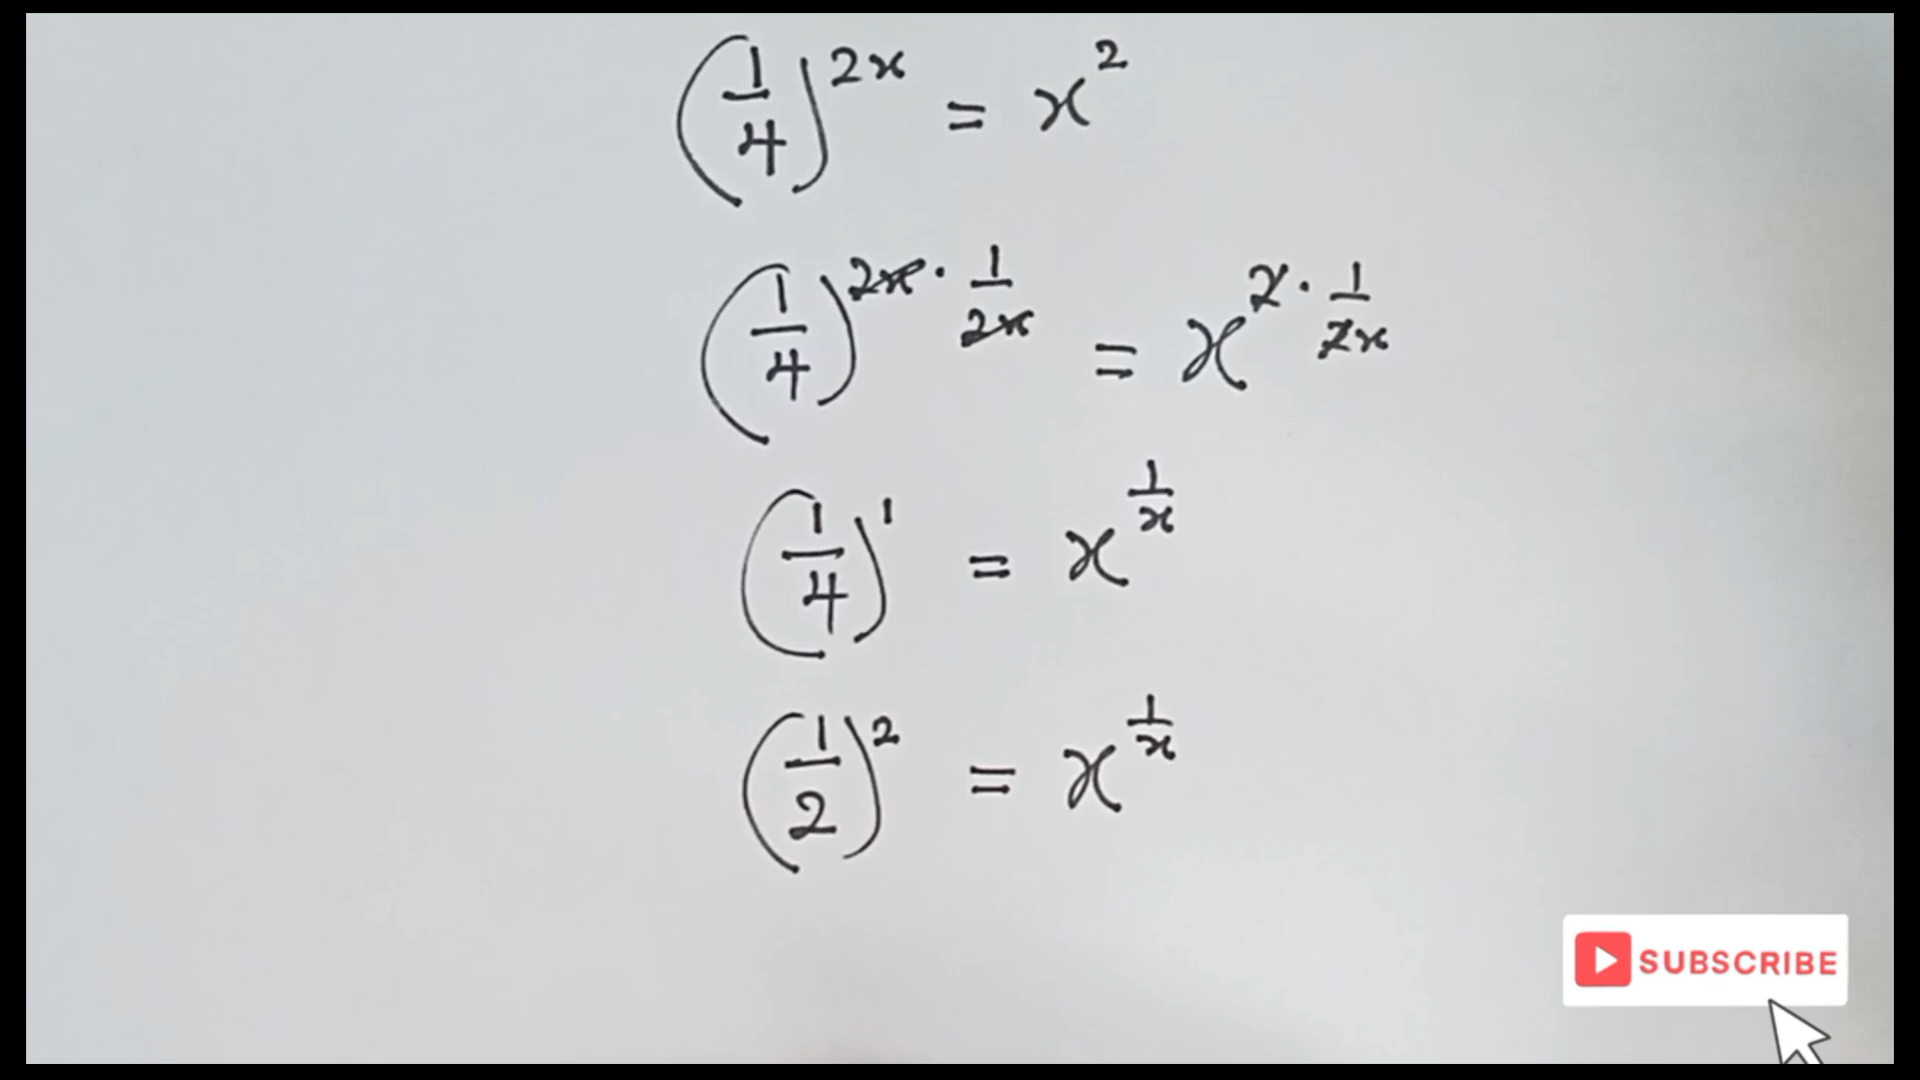 (1/4)^2x = x^2
(1/4)^2x · 1/2x = x^2 · 1/2x
(1/4)^1 = x^1/x
(1/2)^2 = x^1/x
SUBSCRIBE